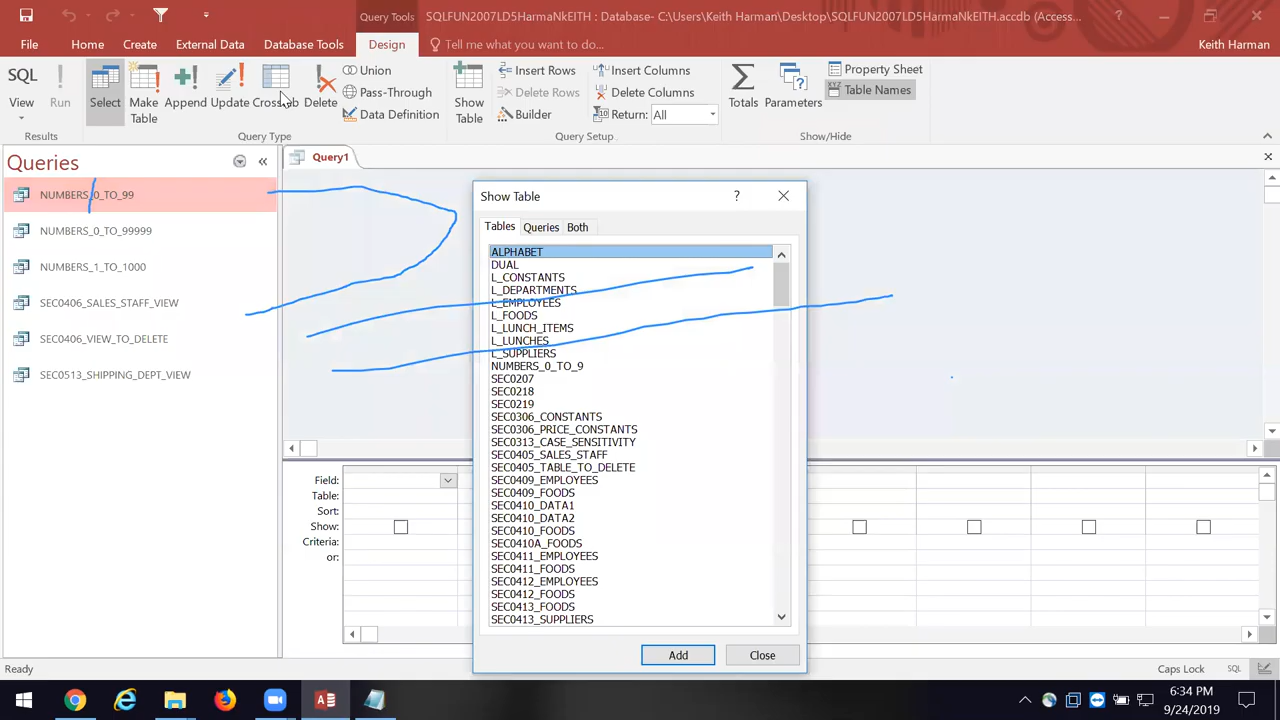 Query Tools
SQLFUN2007LD5HarmaNkEITH : Database- C:\Users\Keith Harman\Desktop\SQLFUN2007LD5HarmaNkEITH.accdb (Access...
File Home Create External Data Database Tools Design Tell me what you want to do... Keith Harman
SQL View Run
Select Make Table Append Update Crosstab Delete
Union
Pass-Through
Data Definition
Show Table
Insert Rows
Delete Rows
Builder
Insert Columns
Delete Columns
Return: All
Totals Parameters
Property Sheet
Table Names
Results Query Type Query Setup Show/Hide
Queries
NUMBERS_0_TO_99
NUMBERS_0_TO_99999
NUMBERS_1_TO_1000
SEC0406_SALES_STAFF_VIEW
SEC0406_VIEW_TO_DELETE
SEC0513_SHIPPING_DEPT_VIEW
Query1
Show Table ?
Tables Queries Both
ALPHABET
DUAL
L_CONSTANTS
L_DEPARTMENTS
L_EMPLOYEES
L_FOODS
L_LUNCH_ITEMS
L_LUNCHES
L_SUPPLIERS
NUMBERS_0_TO_9
SEC0207
SEC0218
SEC0219
SEC0306_CONSTANTS
SEC0306_PRICE_CONSTANTS
SEC0313_CASE_SENSITIVITY
SEC0405_SALES_STAFF
SEC0405_TABLE_TO_DELETE
SEC0409_EMPLOYEES
SEC0409_FOODS
SEC0410_DATA1
SEC0410_DATA2
SEC0410_FOODS
SEC0410A_FOODS
SEC0411_EMPLOYEES
SEC0411_FOODS
SEC0412_EMPLOYEES
SEC0412_FOODS
SEC0413_FOODS
SEC0413_SUPPLIERS
Add Close
Field:
Table:
Sort:
Show:
Criteria:
or:
Ready
Caps Lock SQL
6:34 PM
9/24/2019